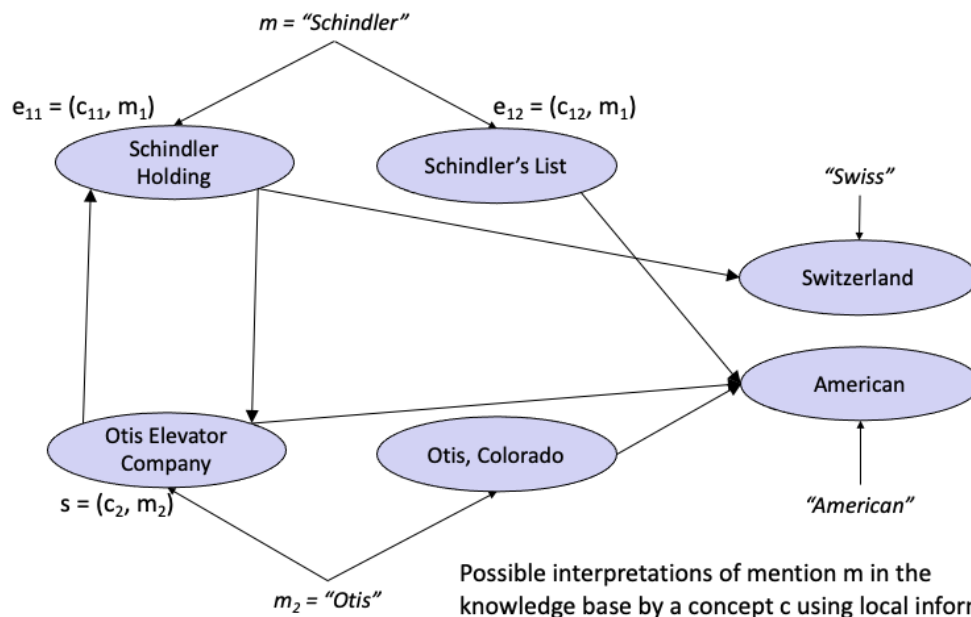 m = “Schindler”
e₁₁ = (c₁₁, m₁)
e₁₂ = (c₁₂, m₁)
Schindler
Holding
Schindler’s List
“Swiss”
Switzerland
American
Otis Elevator
Company
Otis, Colorado
s = (c₂, m₂)
“American”
m₂ = “Otis”
Possible interpretations of mention m in the
knowledge base by a concept c using local